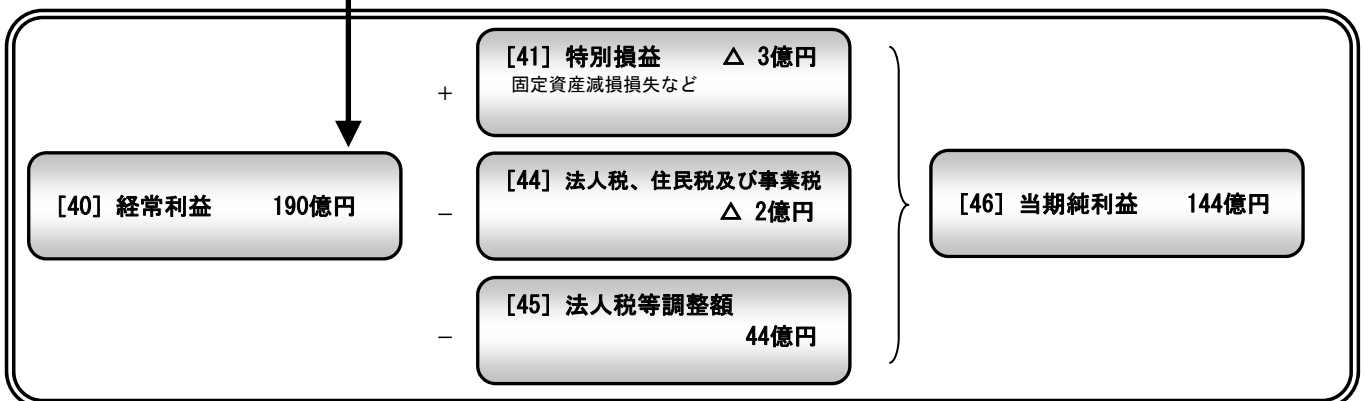 [41] 特別損益 △ 3億円
固定資産減損損失など
+
[40] 経常利益 190億円
[44] 法人税、住民税及び事業税
△ 2億円
−
[46] 当期純利益 144億円
[45] 法人税等調整額
44億円
−